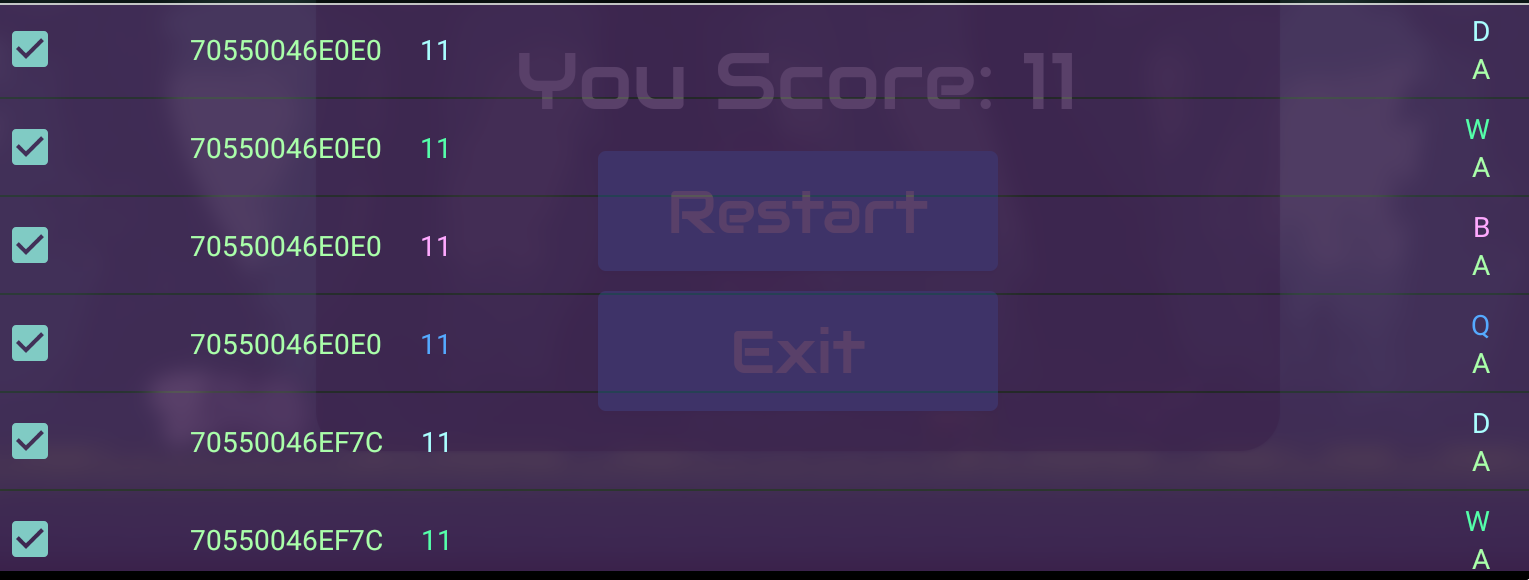 70550046E0E0 11 D
A
You Score: 11
70550046E0E0 11 W
A
Restart
70550046E0E0 11 B
A
70550046E0E0 11 Q
A
Exit
70550046EF7C 11 D
A
70550046EF7C 11 W
A